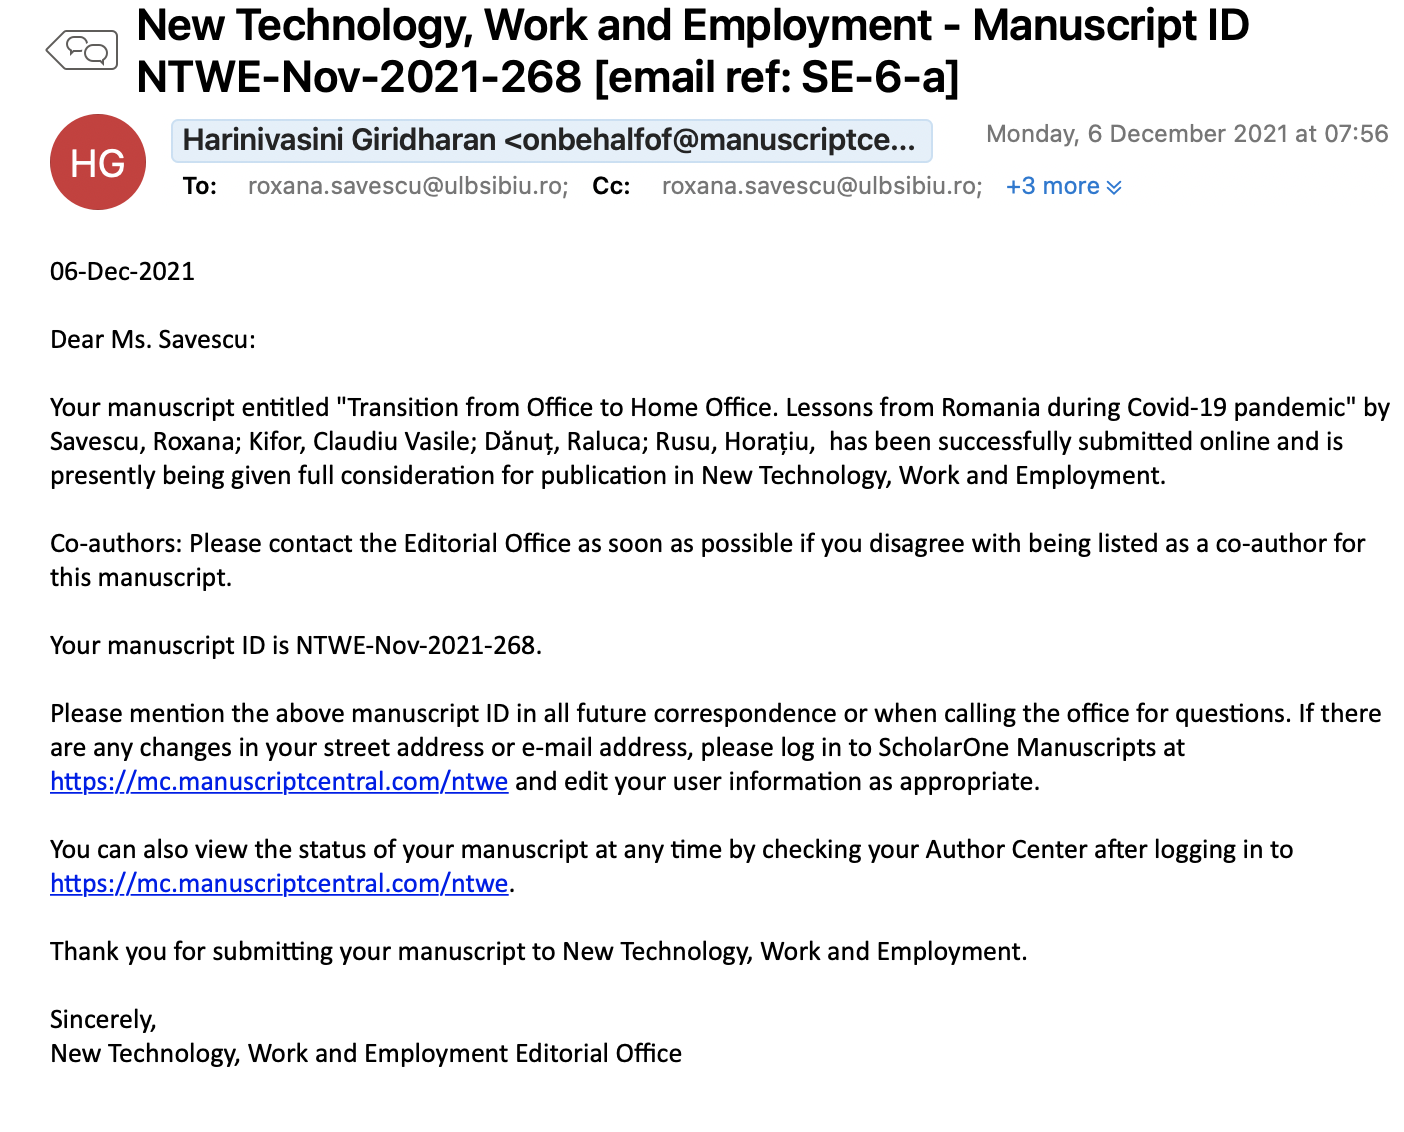 New Technology, Work and Employment - Manuscript ID
NTWE-Nov-2021-268 [email ref: SE-6-a]
HG
Harinivasini Giridharan <onbehalfof@manuscriptce...
Monday, 6 December 2021 at 07:56
To: roxana.savescu@ulbsibiu.ro; Cc: roxana.savescu@ulbsibiu.ro; +3 more
06-Dec-2021
Dear Ms. Savescu:
Your manuscript entitled "Transition from Office to Home Office. Lessons from Romania during Covid-19 pandemic" by
Savescu, Roxana; Kifor, Claudiu Vasile; Dănuț, Raluca; Rusu, Horațiu,  has been successfully submitted online and is
presently being given full consideration for publication in New Technology, Work and Employment.
Co-authors: Please contact the Editorial Office as soon as possible if you disagree with being listed as a co-author for
this manuscript.
Your manuscript ID is NTWE-Nov-2021-268.
Please mention the above manuscript ID in all future correspondence or when calling the office for questions. If there
are any changes in your street address or e-mail address, please log in to ScholarOne Manuscripts at
https://mc.manuscriptcentral.com/ntwe and edit your user information as appropriate.
You can also view the status of your manuscript at any time by checking your Author Center after logging in to
https://mc.manuscriptcentral.com/ntwe.
Thank you for submitting your manuscript to New Technology, Work and Employment.
Sincerely,
New Technology, Work and Employment Editorial Office